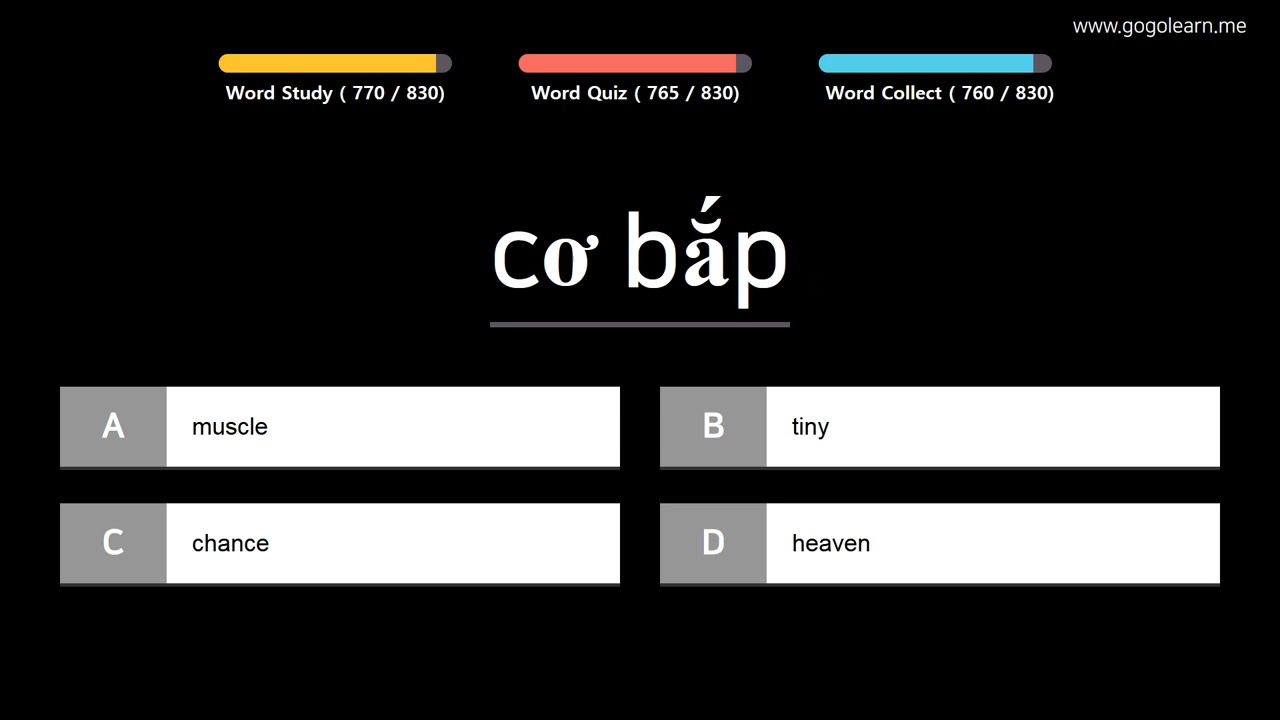 www.gogolearn.me
Word Study ( 770 / 830)
Word Quiz ( 765 / 830)
Word Collect ( 760 / 830)
cơ bắp
A muscle
B tiny
C chance
D heaven